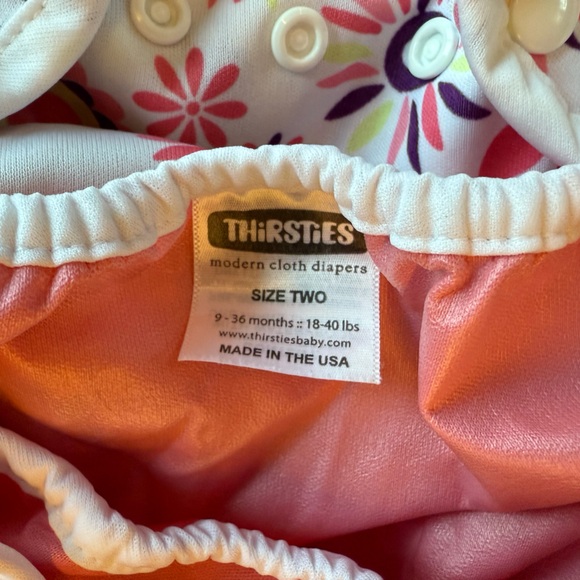 THiRSTiES
modern cloth diapers
SIZE TWO
9 - 36 months :: 18-40 lbs
www.thirstiesbaby.com
MADE IN THE USA